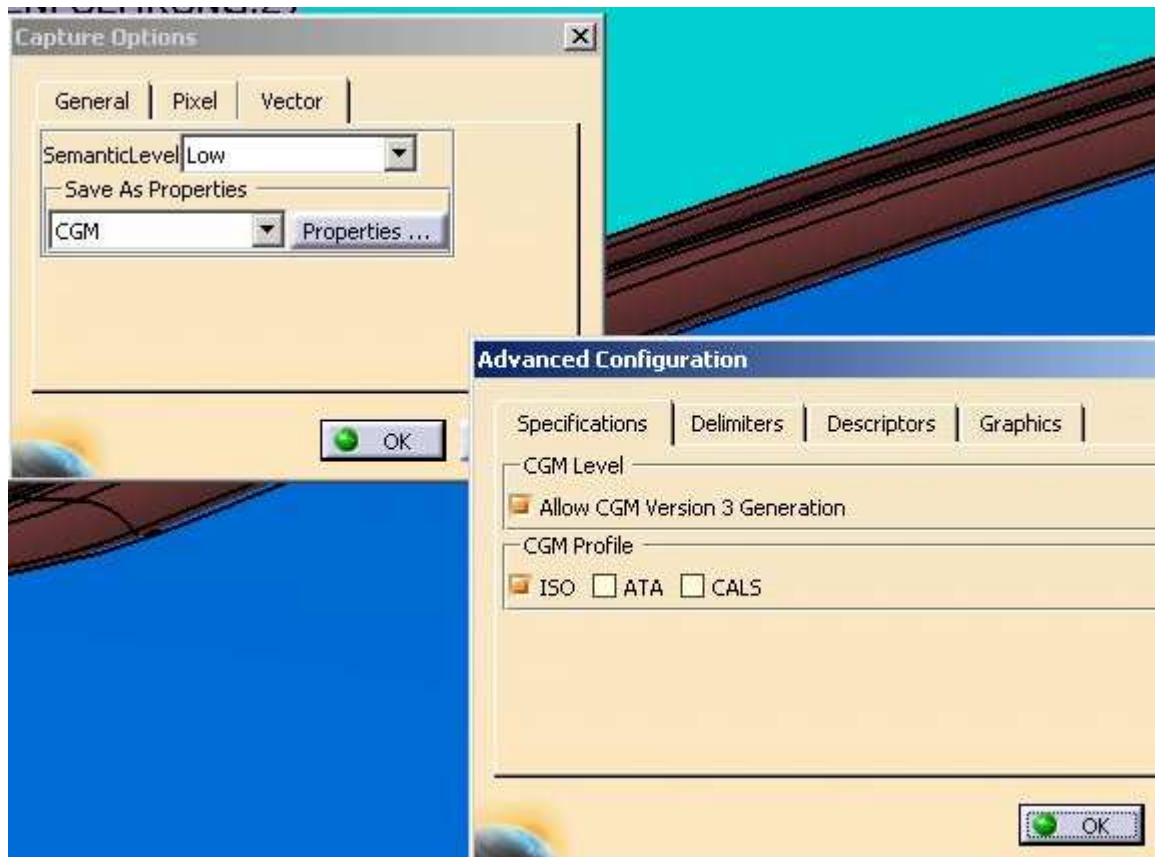 Capture Options
General Pixel Vector
SemanticLevel Low
Save As Properties
CGM Properties ...
OK
Advanced Configuration
Specifications Delimiters Descriptors Graphics
CGM Level
Allow CGM Version 3 Generation
CGM Profile
ISO ATA CALS
OK